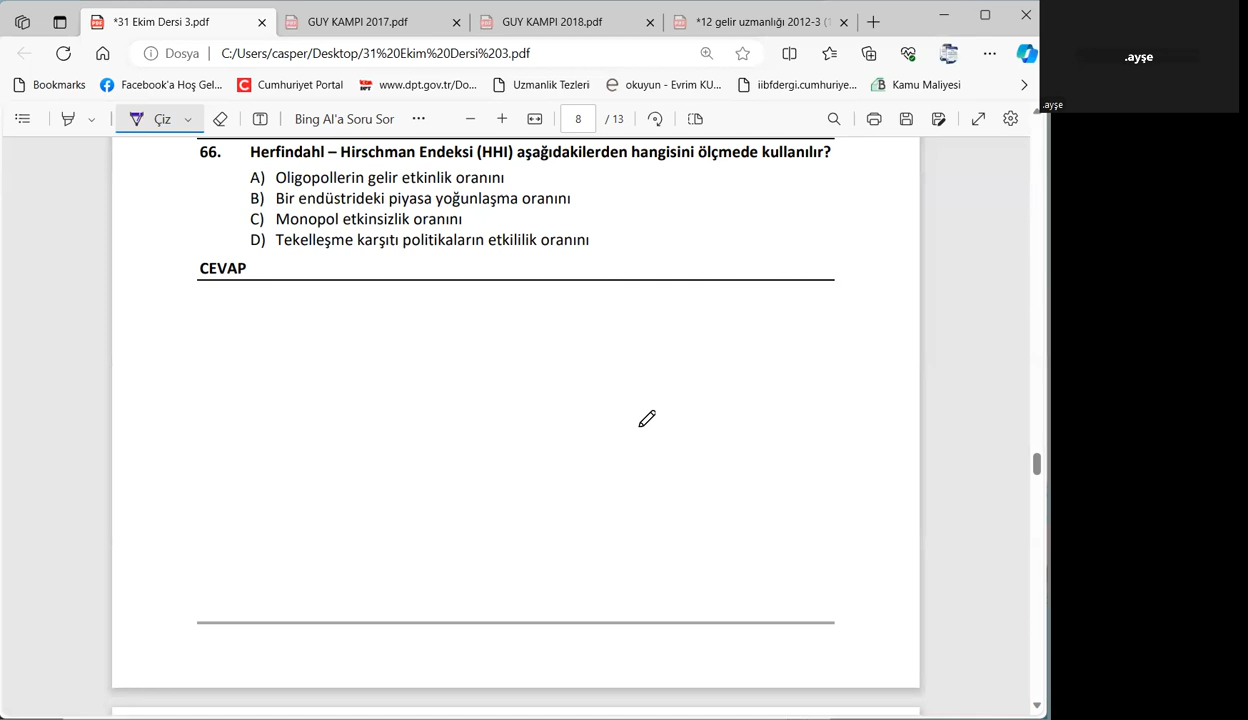 *31 Ekim Dersi 3.pdf
GUY KAMPI 2017.pdf
GUY KAMPI 2018.pdf
*12 gelir uzmanlığı 2012-3 (1
Dosya
C:/Users/casper/Desktop/31%20Ekim%20Dersi%203.pdf
.ayşe
Bookmarks
Facebook'a Hoş Gel...
Cumhuriyet Portal
www.dpt.gov.tr/Do...
Uzmanlık Tezleri
okuyun - Evrim KU...
iibfdergi.cumhuriye...
Kamu Maliyesi
.ayşe
Çiz
Bing AI'a Soru Sor
8 / 13
66. Herfindahl – Hirschman Endeksi (HHI) aşağıdakilerden hangisini ölçmede kullanılır?
A) Oligopollerin gelir etkinlik oranını
B) Bir endüstrideki piyasa yoğunlaşma oranını
C) Monopol etkinsizlik oranını
D) Tekelleşme karşıtı politikaların etkililik oranını
CEVAP